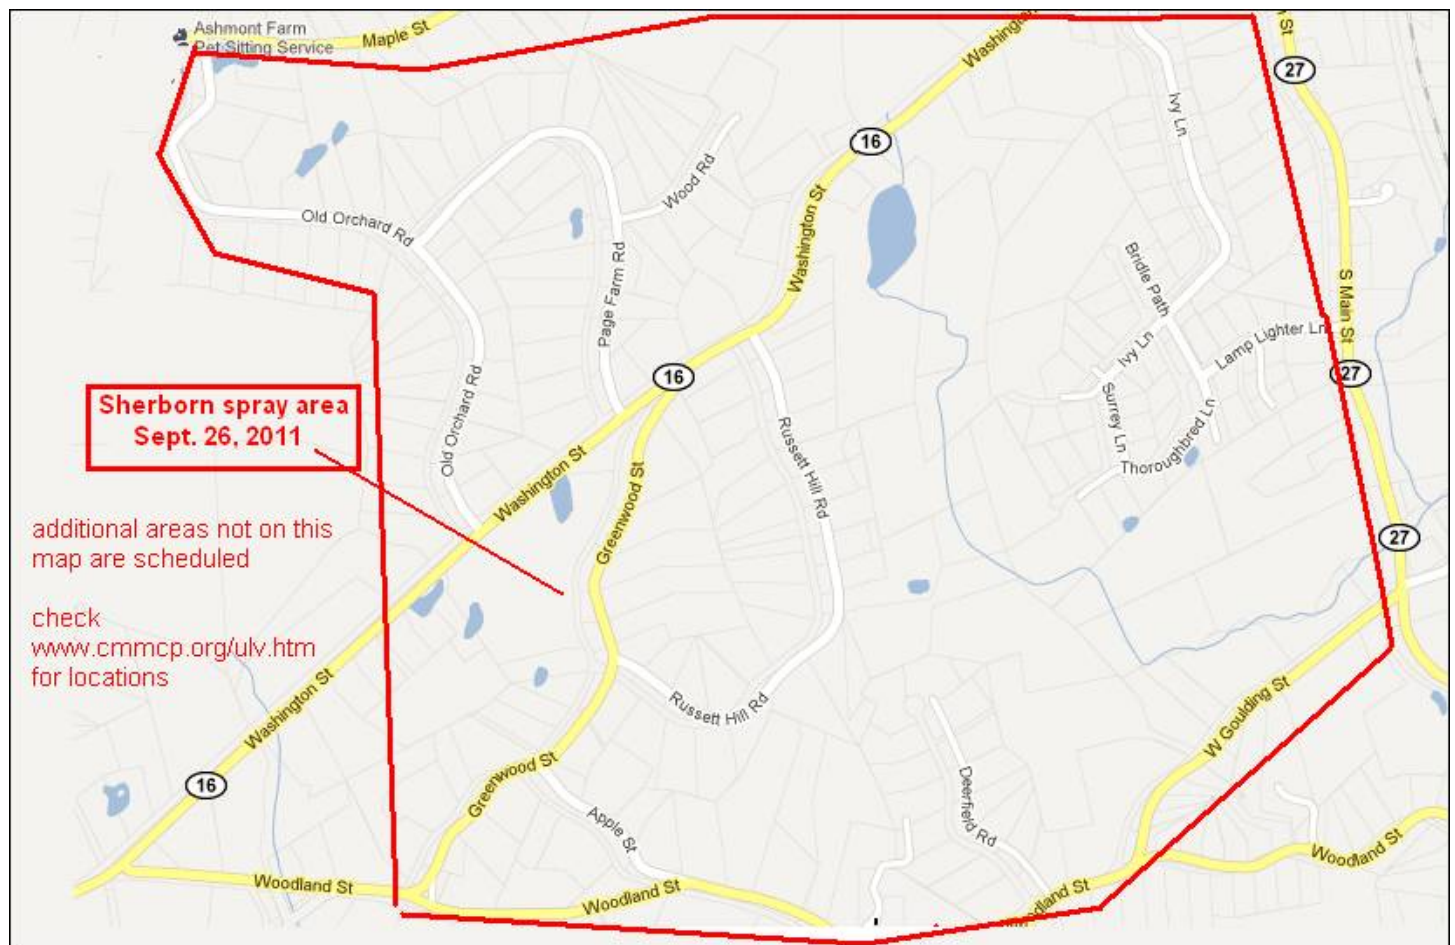 Ashmont Farm
Pet Sitting Service
Maple St
Washington
St
27
16
Ivy Ln
Wood Rd
Old Orchard Rd
Washington St
Page Farm Rd
Bridle Path
S Main St
Lamp Lighter Ln
Ivy Ln
16
27
Surrey Ln
Thoroughbred Ln
Old Orchard Rd
Sherborn spray area
Sept. 26, 2011
Russett Hill Rd
Washington St
Greenwood St
27
additional areas not on this
map are scheduled
check
www.cmmcp.org/ulv.htm
for locations
Washington St
Russett Hill Rd
W Goulding St
16
Greenwood St
Deerfield Rd
Apple St
Woodland St
Woodland St
Woodland St
Woodland St